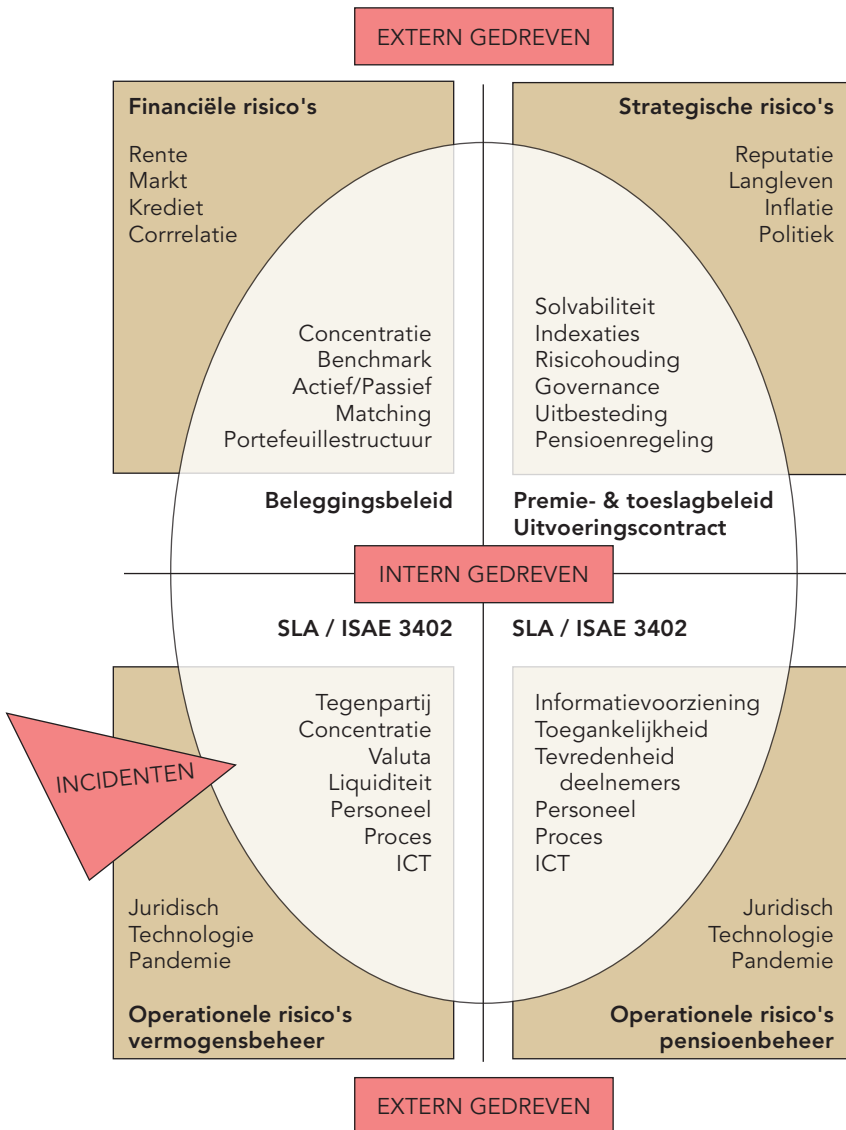 EXTERN GEDREVEN
Financiële risico's
Rente
Markt
Krediet
Corrrelatie
Concentratie
Benchmark
Actief/Passief
Matching
Portefeuillestructuur
Beleggingsbeleid
Strategische risico's
Reputatie
Langleven
Inflatie
Politiek
Solvabiliteit
Indexaties
Risicohouding
Governance
Uitbesteding
Pensioenregeling
Premie- & toeslagbeleid
Uitvoeringscontract
INTERN GEDREVEN
SLA / ISAE 3402
Tegenpartij
Concentratie
Valuta
Liquiditeit
Personeel
Proces
ICT
INCIDENTEN
Juridisch
Technologie
Pandemie
Operationele risico's
vermogensbeheer
SLA / ISAE 3402
Informatievoorziening
Toegankelijkheid
Tevredenheid
deelnemers
Personeel
Proces
ICT
Juridisch
Technologie
Pandemie
Operationele risico's
pensioenbeheer
EXTERN GEDREVEN